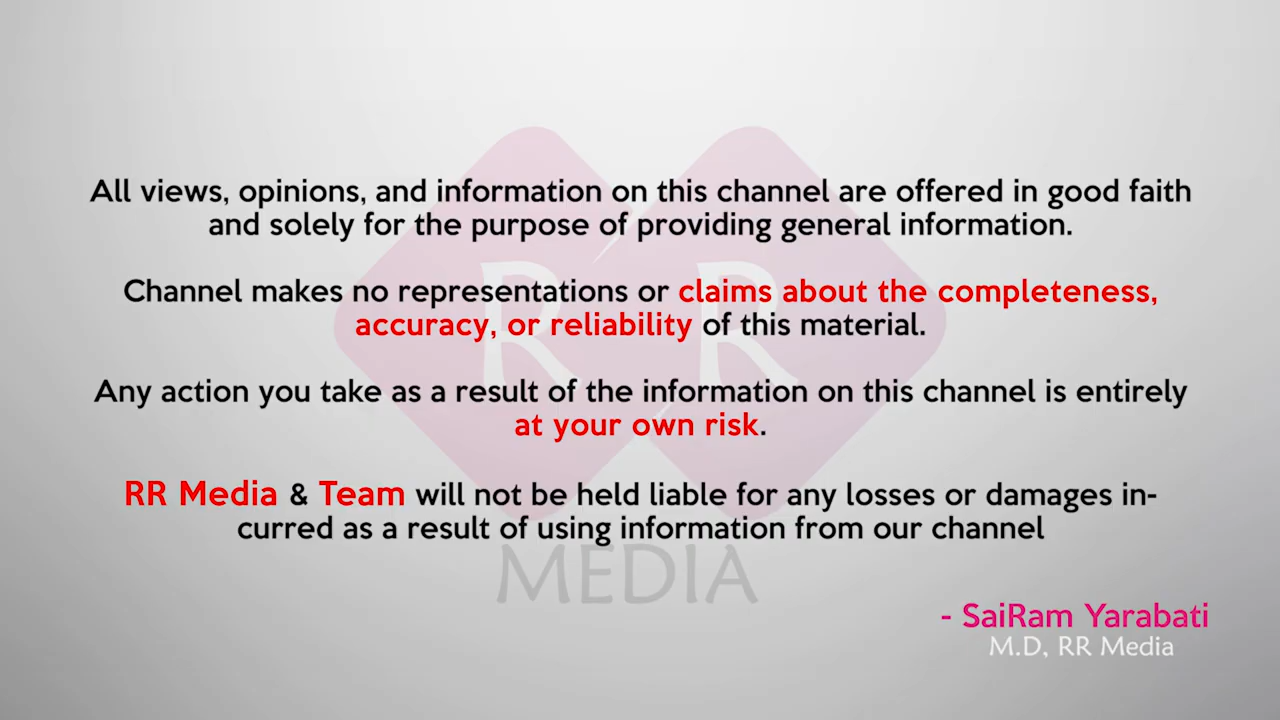 All views, opinions, and information on this channel are offered in good faith
and solely for the purpose of providing general information.
Channel makes no representations or claims about the completeness,
accuracy, or reliability of this material.
Any action you take as a result of the information on this channel is entirely
at your own risk.
RR Media & Team will not be held liable for any losses or damages in-
curred as a result of using information from our channel
RR
MEDIA
- SaiRam Yarabati
M.D, RR Media